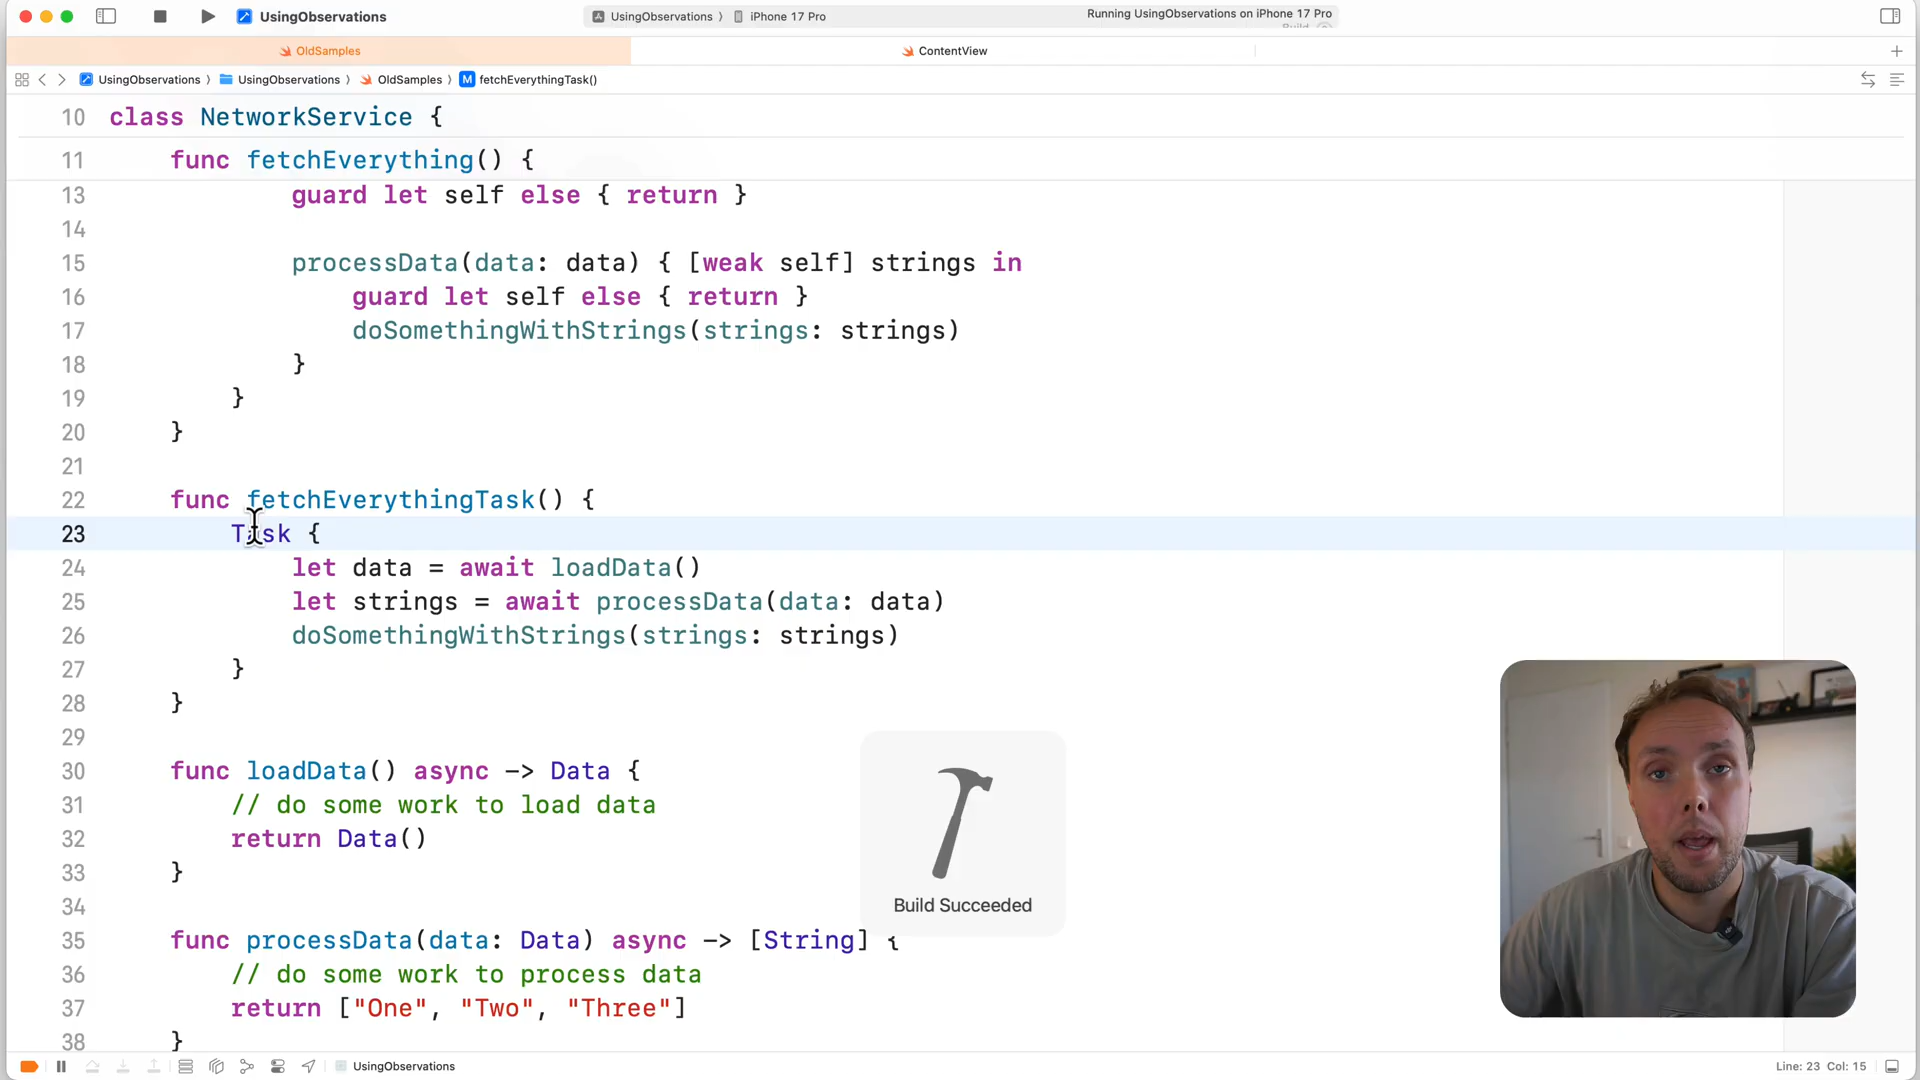 UsingObservations
UsingObservations 〉 iPhone 17 Pro
Running UsingObservations on iPhone 17 Pro
Build
OldSamples
ContentView
UsingObservations 〉 UsingObservations 〉 OldSamples 〉 M fetchEverythingTask()
10 class NetworkService {
11 func fetchEverything() {
13 guard let self else { return }
14
15 processData(data: data) { [weak self] strings in
16 guard let self else { return }
17 doSomethingWithStrings(strings: strings)
18 }
19 }
20 }
21
22 func fetchEverythingTask() {
23 Task {
24 let data = await loadData()
25 let strings = await processData(data: data)
26 doSomethingWithStrings(strings: strings)
27 }
28 }
29
30 func loadData() async -> Data {
31 // do some work to load data
32 return Data()
33 }
34
35 func processData(data: Data) async -> [String] {
36 // do some work to process data
37 return ["One", "Two", "Three"]
38 }
Build Succeeded
UsingObservations
Line: 23 Col: 15